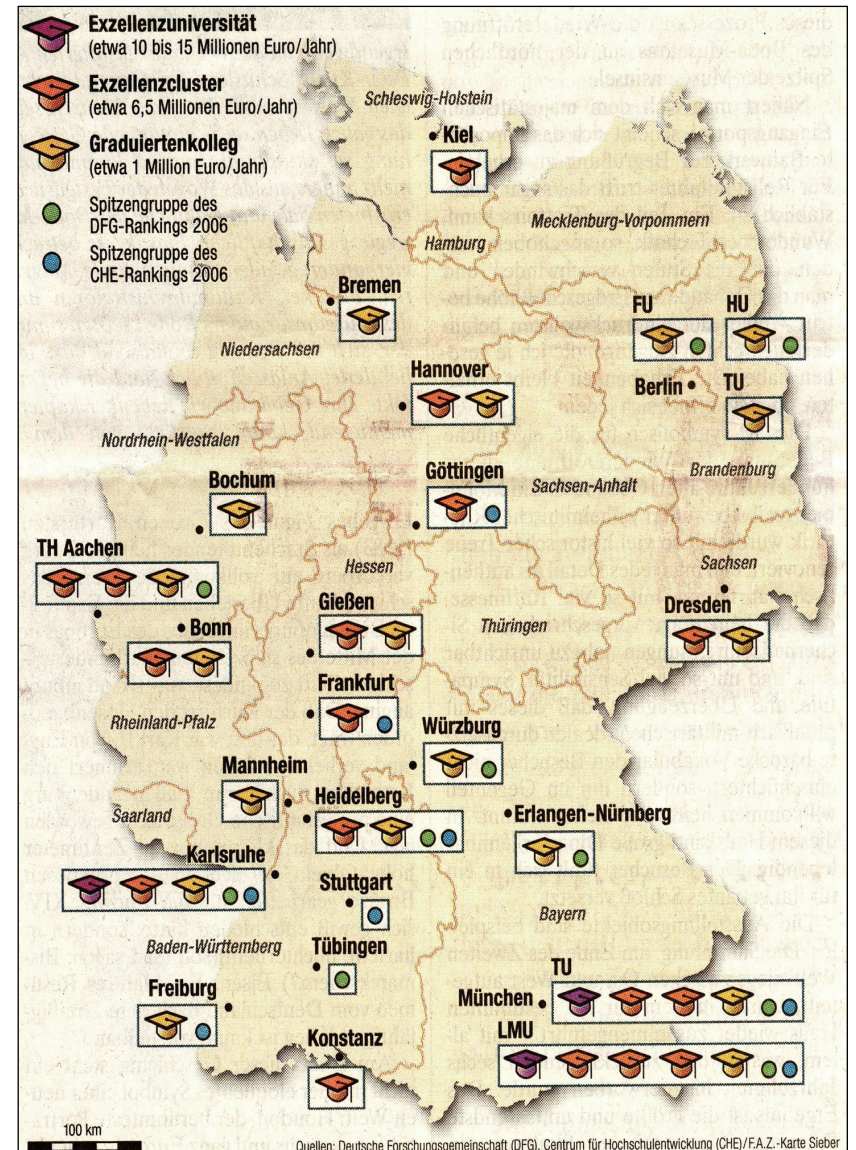 Exzellenzuniversität
(etwa 10 bis 15 Millionen Euro/Jahr)
Exzellenzcluster
(etwa 6,5 Millionen Euro/Jahr)
Graduiertenkolleg
(etwa 1 Million Euro/Jahr)
Spitzengruppe des
DFG-Rankings 2006
Spitzengruppe des
CHE-Rankings 2006
Schleswig-Holstein
Kiel
Mecklenburg-Vorpommern
Hamburg
Bremen
Niedersachsen
FU
HU
Hannover
Berlin
TU
Nordrhein-Westfalen
Brandenburg
Bochum
Göttingen
Sachsen-Anhalt
TH Aachen
Hessen
Sachsen
Gießen
Dresden
Bonn
Thüringen
Frankfurt
Rheinland-Pfalz
Würzburg
Mannheim
Saarland
Heidelberg
Erlangen-Nürnberg
Karlsruhe
Stuttgart
Bayern
Baden-Württemberg
Tübingen
TU
Freiburg
München
Konstanz
LMU
100 km
Quellen: Deutsche Forschungsgemeinschaft (DFG), Centrum für Hochschulentwicklung (CHE)/F.A.Z.-Karte Sieber